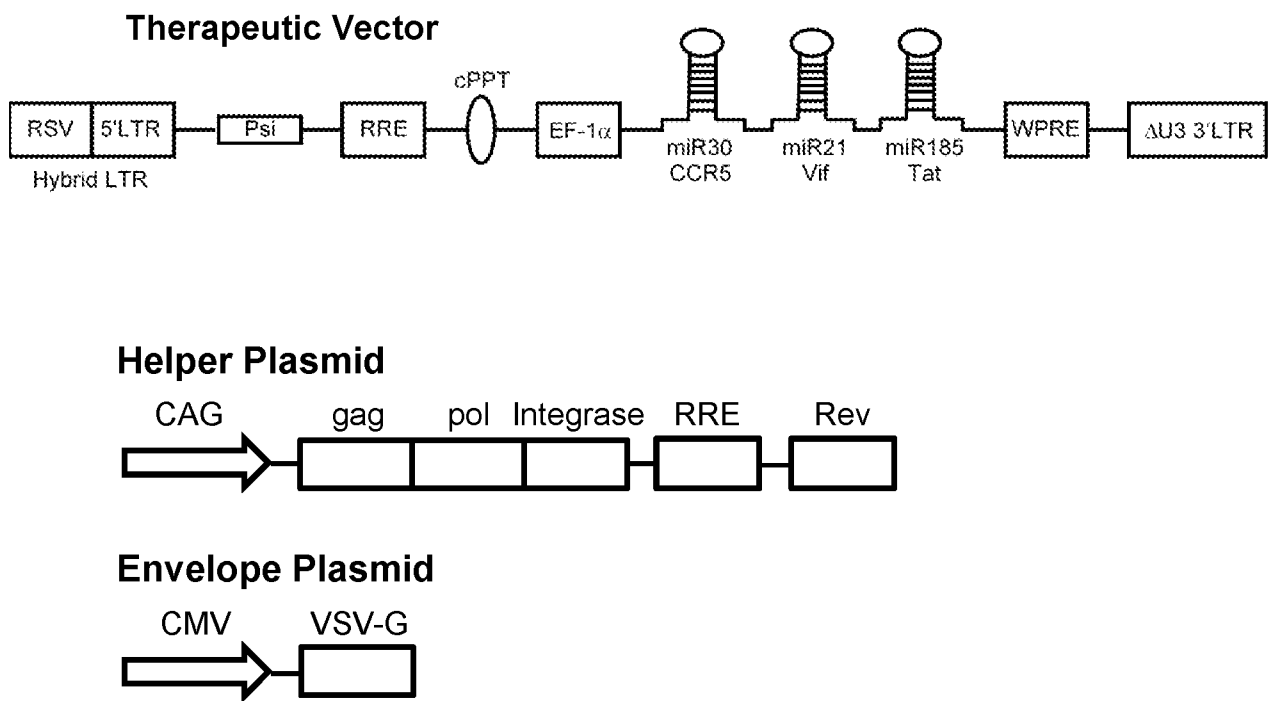 Therapeutic Vector
cPPT
RSV 5'LTR Psi RRE EF-1α WPRE ΔU3 3'LTR
Hybrid LTR
miR30 miR21 miR185
CCR5 Vif Tat
Helper Plasmid
CAG gag pol Integrase RRE Rev
Envelope Plasmid
CMV VSV-G